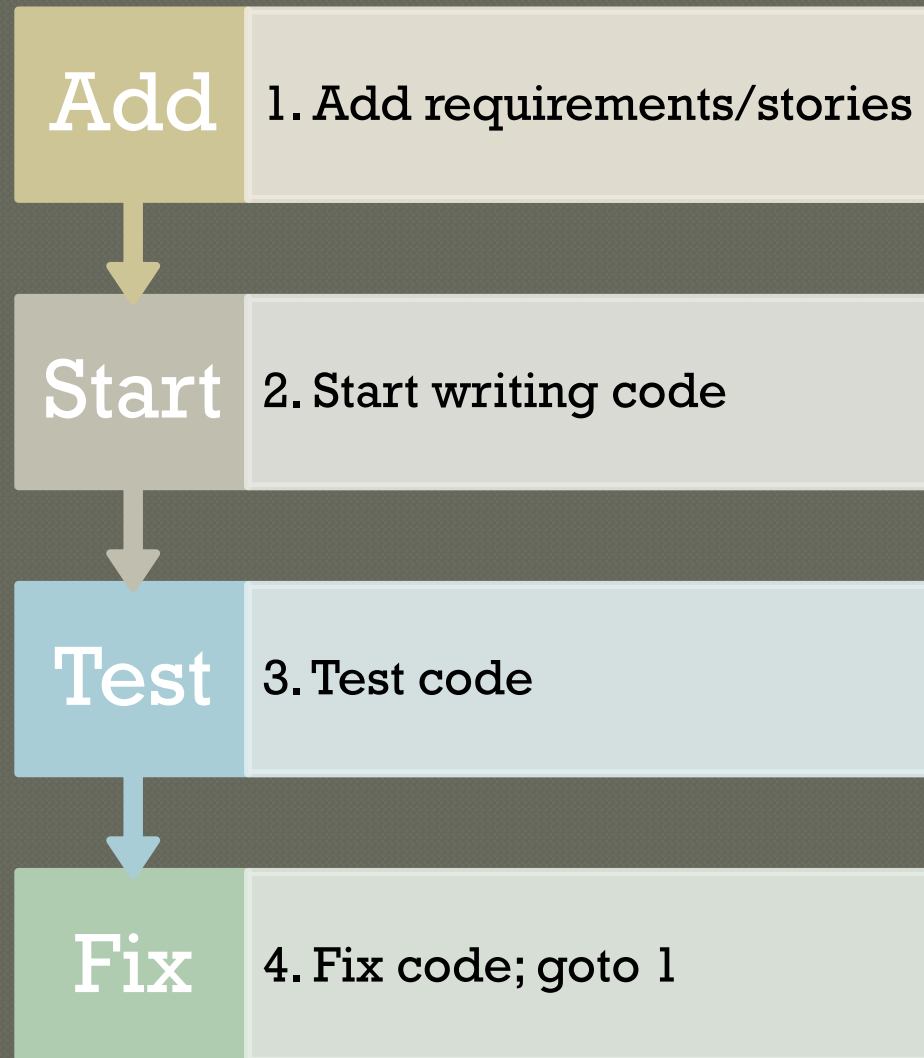 Add
1. Add requirements/stories
Start
2. Start writing code
Test
3. Test code
Fix
4. Fix code; goto 1